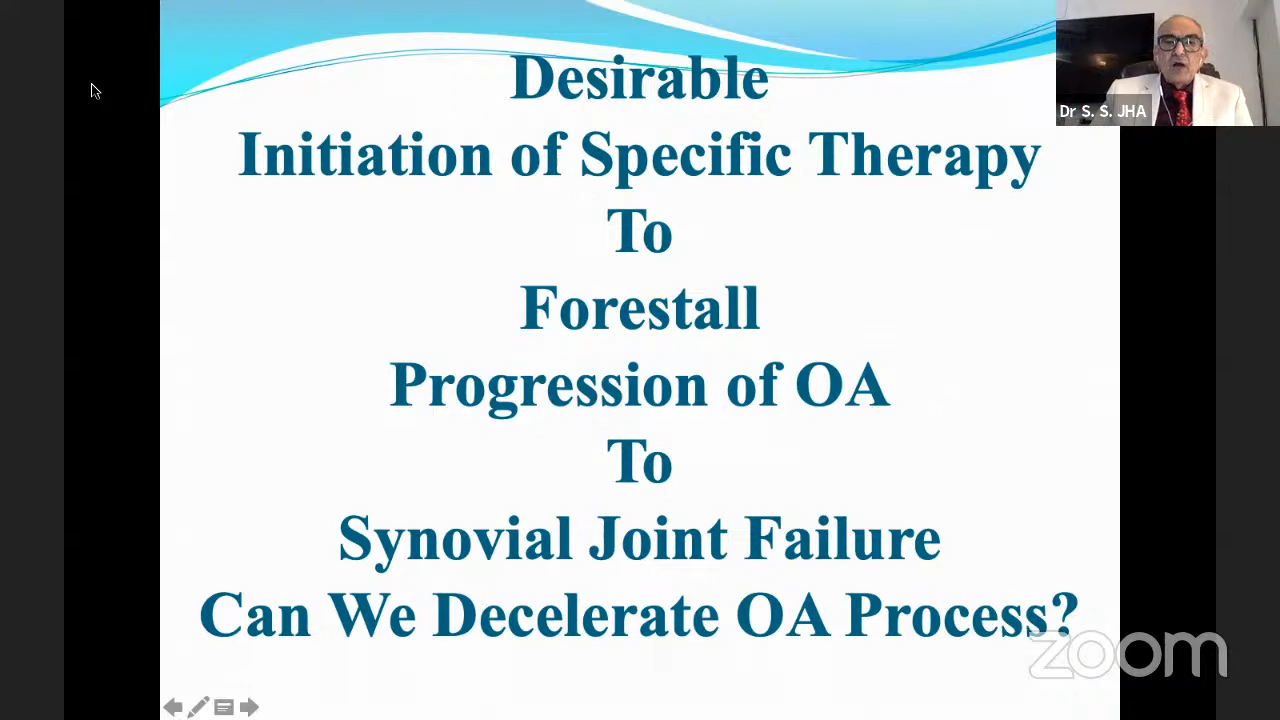 Desirable
Initiation of Specific Therapy
To
Forestall
Progression of OA
To
Synovial Joint Failure
Can We Decelerate OA Process?
Dr S. S. JHA
zoom